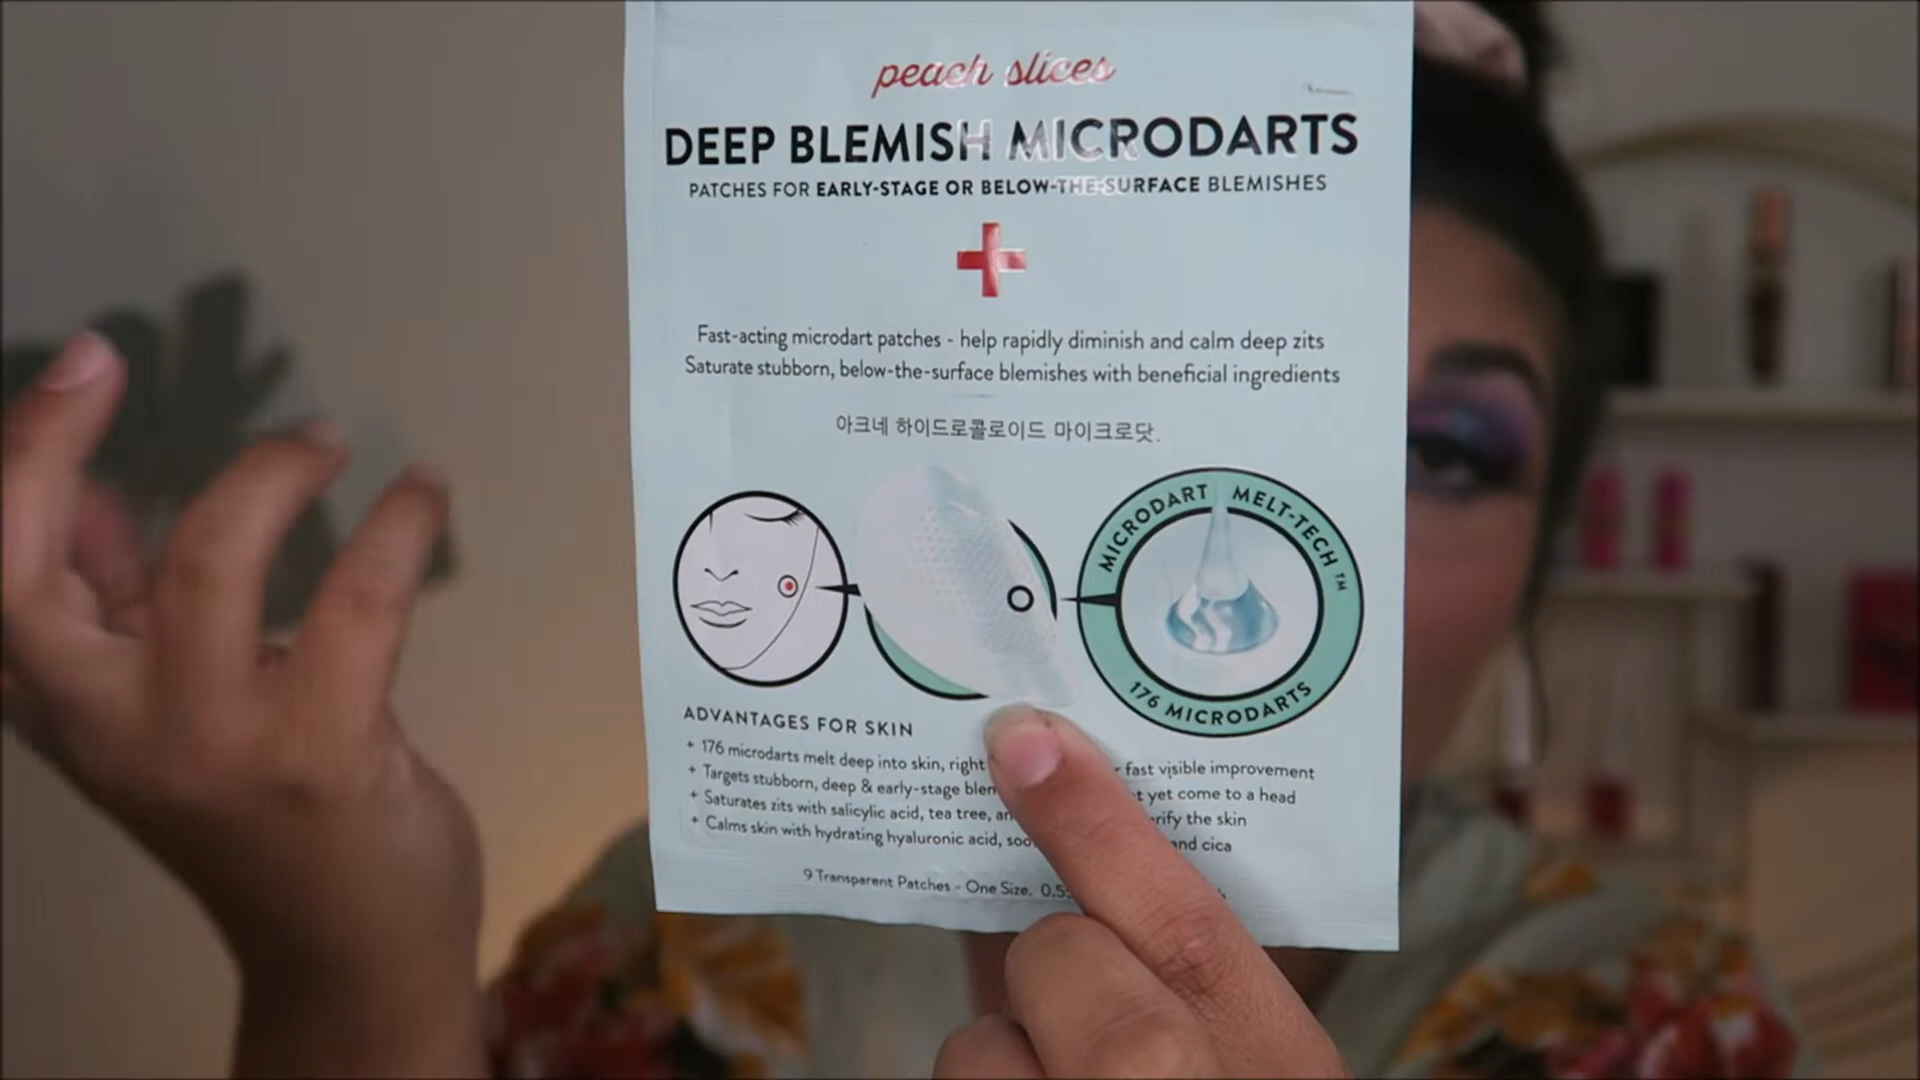 peach slices
DEEP BLEMISH MICRODARTS
PATCHES FOR EARLY-STAGE OR BELOW-THE-SURFACE BLEMISHES
Fast-acting microdart patches - help rapidly diminish and calm deep zits
Saturate stubborn, below-the-surface blemishes with beneficial ingredients
아크네 하이드로콜로이드 마이크로닷.
MICRODART MELT-TECH™
176 MICRODARTS
ADVANTAGES FOR SKIN
+ 176 microdarts melt deep into skin, right fast visible improvement
+ Targets stubborn, deep & early-stage yet come to a head
+ Saturates zits with salicylic acid, tea tree, the skin
+ Calms skin with hydrating hyaluronic acid, and cica
9 Transparent Patches - One Size.